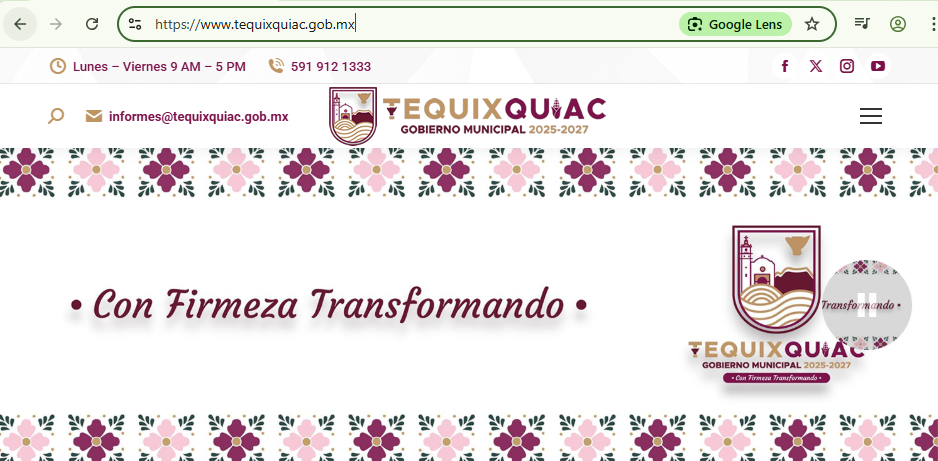 https://www.tequixquiac.gob.mx
Google Lens
Lunes – Viernes 9 AM – 5 PM
591 912 1333
informes@tequixquiac.gob.mx
TEQUIXQUIAC
GOBIERNO MUNICIPAL 2025-2027
• Con Firmeza Transformando •
Transformando •
TEQUIXQUIAC
GOBIERNO MUNICIPAL 2025-2027
• Con Firmeza Transformando •